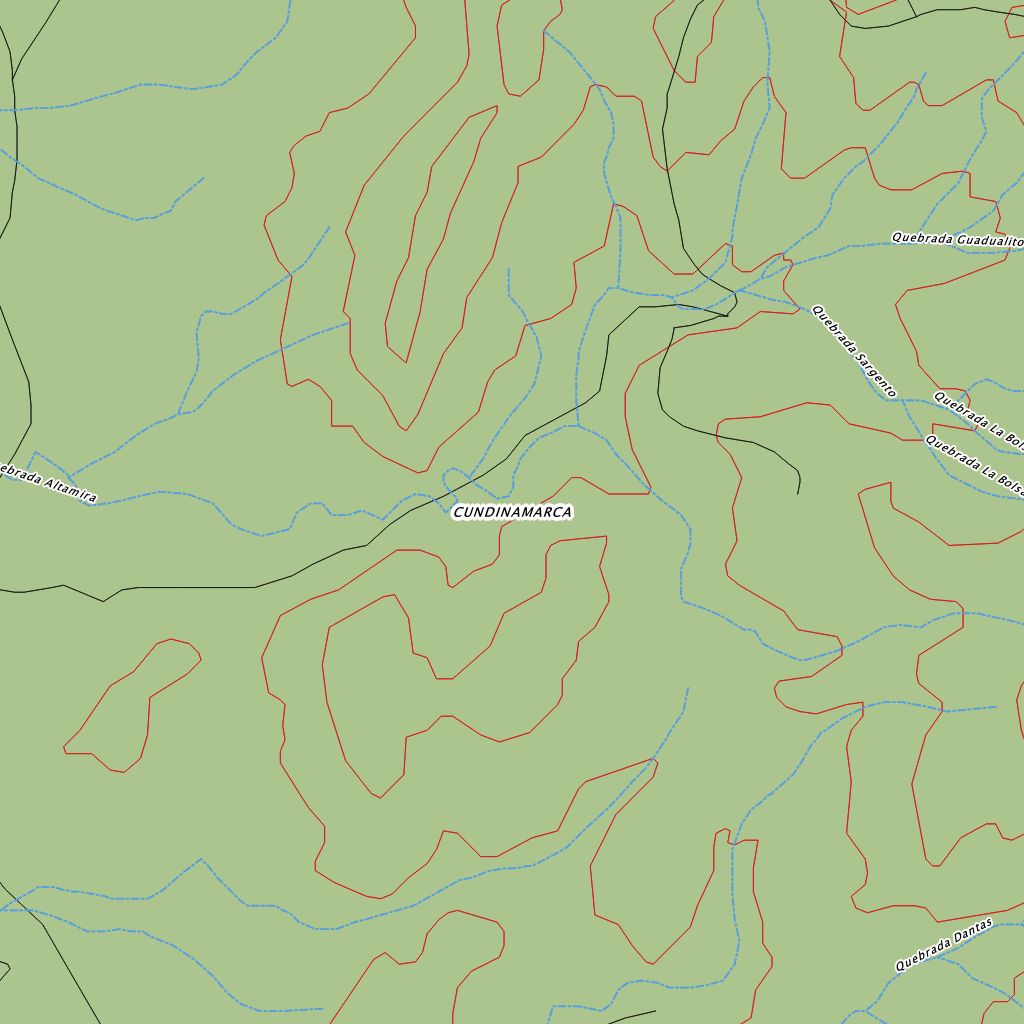 Quebrada Guadualito
Quebrada Sargento
Quebrada La Bols
Quebrada La Bolsa
ebrada Altamira
CUNDINAMARCA
Quebrada Dantas